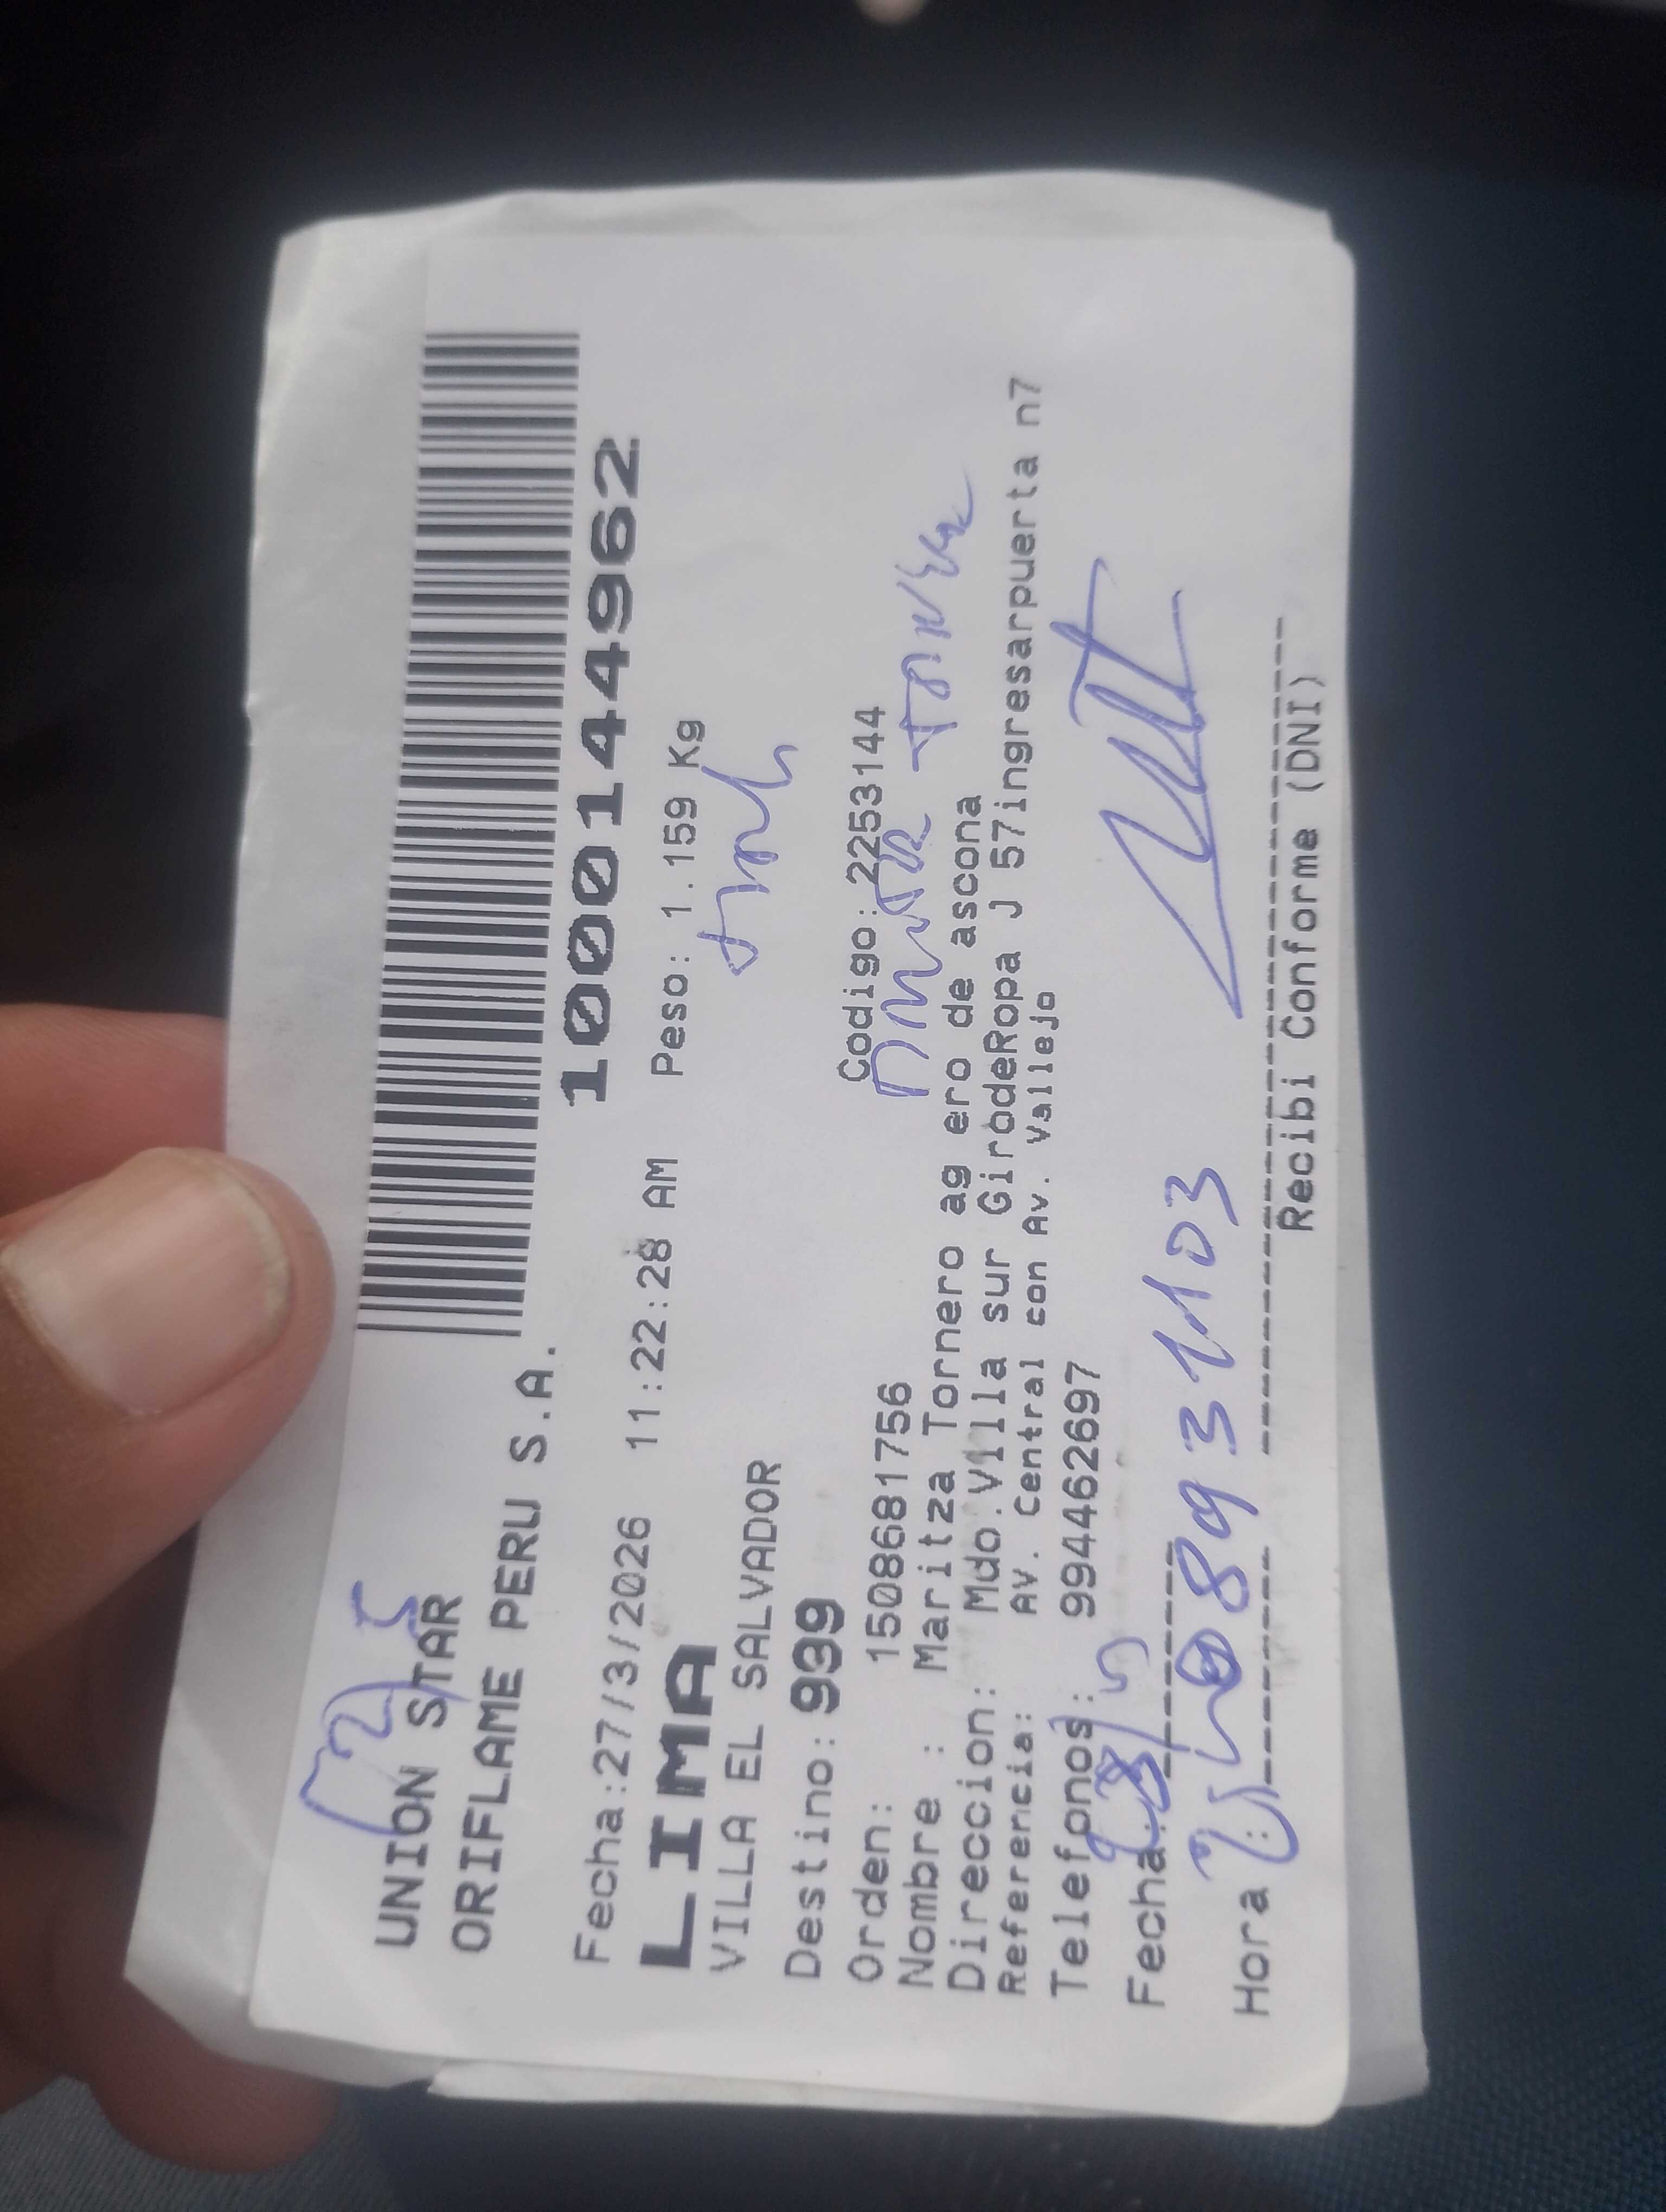 UNION STAR
ORIFLAME PERU S.A.
1000144962
Fecha:27/3/2026 11:22:28 AM Peso: 1.159 Kg
LIMA
VILLA EL SALVADOR
Destino: 939
Orden: 1508681756 Codigo: 2253144
Nombre : Maritza Tornero ag ero de ascona
Direccion: Mdo.Villa sur GirodeRopa J 57ingresarpuerta n7
Referencia: AV. Central con Av. Vallejo
Telefonos: 994462697
Fecha:
Hora :
08931103
Recibi Conforme (DNI)